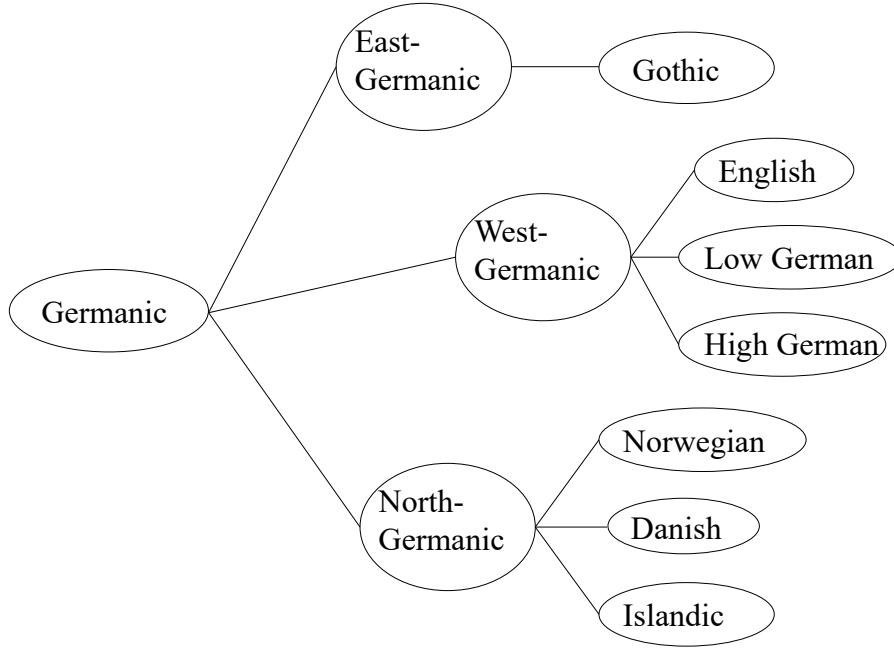 East-
Germanic
Gothic
English
West-
Germanic
Low German
Germanic
High German
Norwegian
North-
Germanic
Danish
Islandic